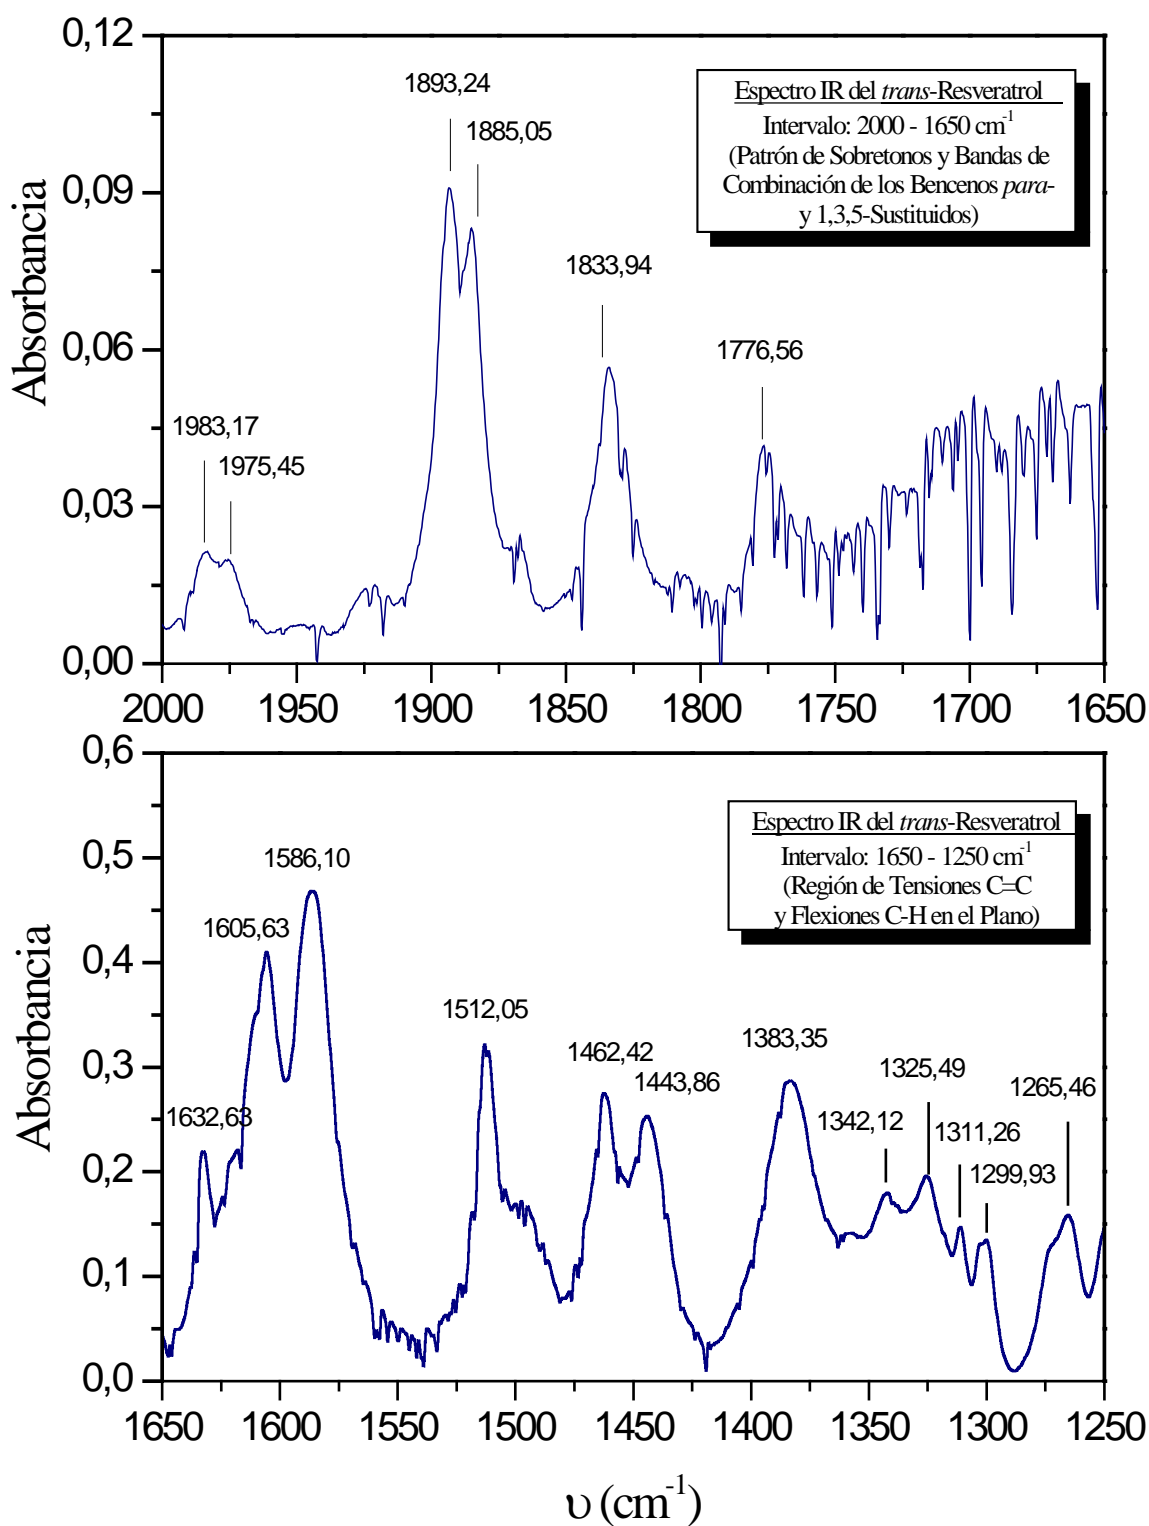 0,12
1893,24
1885,05
Espectro IR del trans-Resveratrol
Intervalo: 2000 - 1650 cm-1
(Patrón de Sobretonos y Bandas de
Combinación de los Bencenos para-
y 1,3,5-Sustituidos)
0,09
Absorbancia
1833,94
0,06
1776,56
1983,17
1975,45
0,03
0,00
2000 1950 1900 1850 1800 1750 1700 1650
0,6
Espectro IR del trans-Resveratrol
Intervalo: 1650 - 1250 cm-1
(Región de Tensiones C=C
y Flexiones C-H en el Plano)
0,5
1586,10
1605,63
0,4
Absorbancia
1512,05
1462,42
1443,86
1383,35
1325,49
1265,46
0,3
1632,63
1342,12
1311,26
1299,93
0,2
0,1
0,0
1650 1600 1550 1500 1450 1400 1350 1300 1250
υ (cm-1)